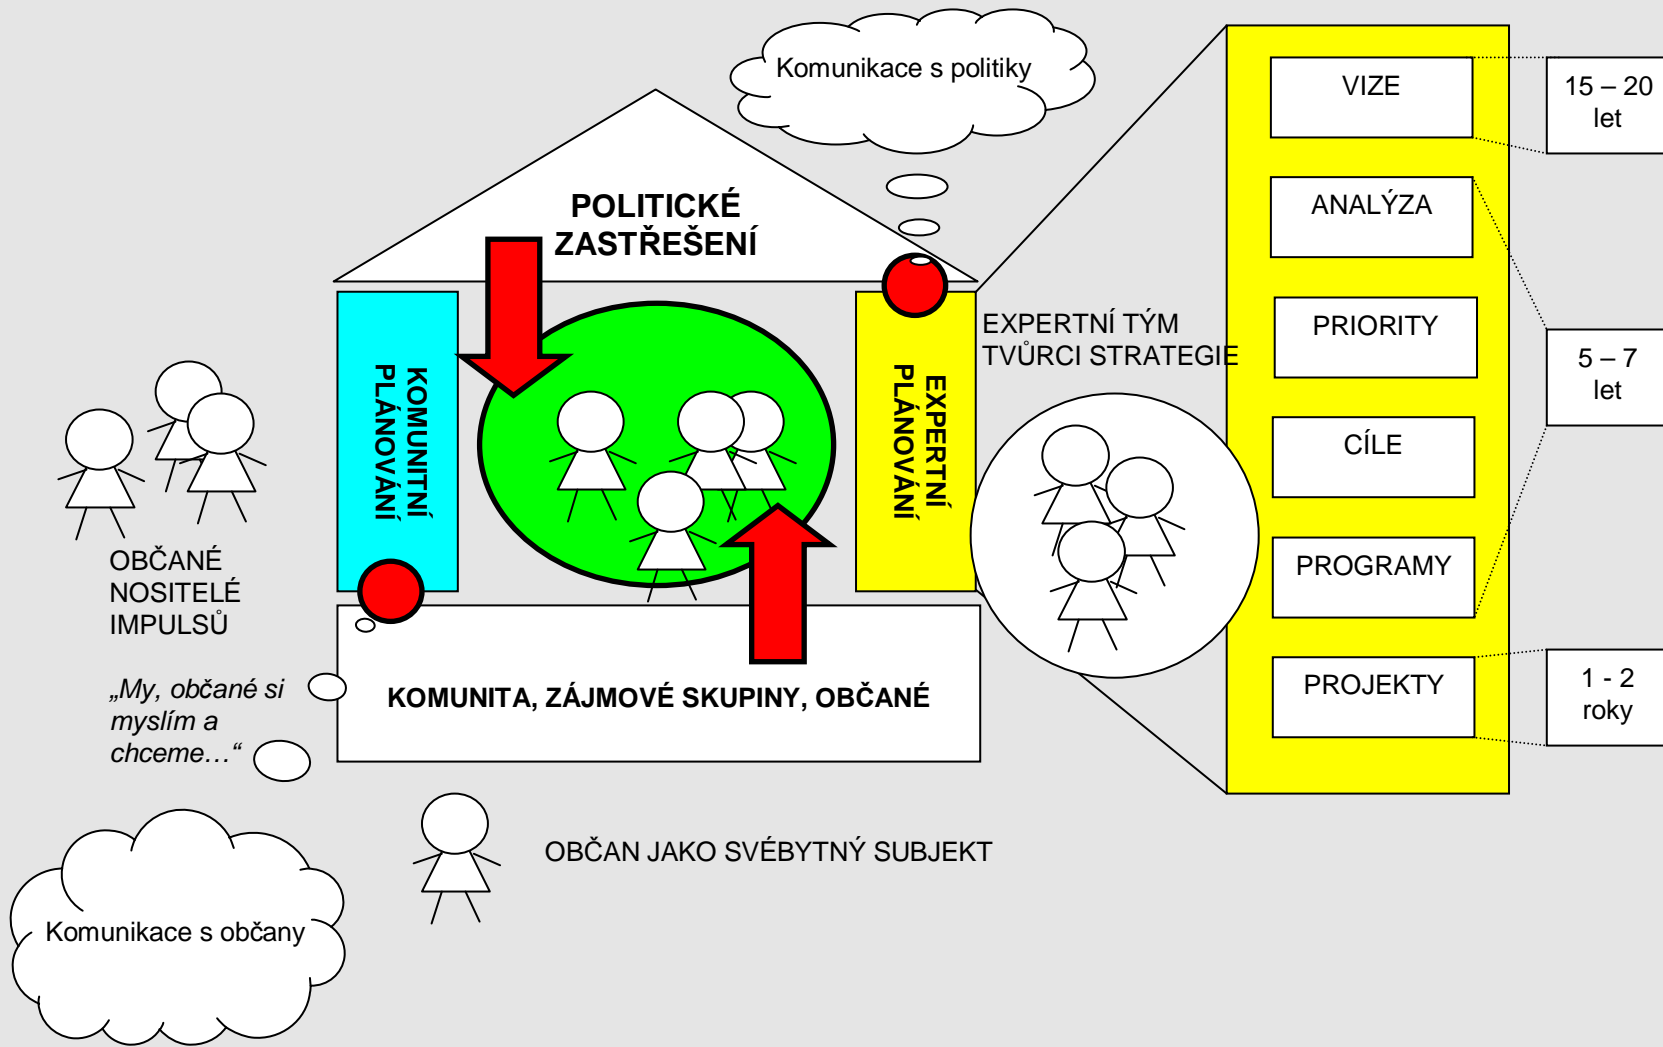 Komunikace s politiky
POLITICKÉ
ZASTŘEŠENÍ
KOMUNITNÍ
PLÁNOVÁNÍ
EXPERTNÍ
PLÁNOVÁNÍ
EXPERTNÍ TÝM
TVŮRCI STRATEGIE
VIZE
ANALÝZA
PRIORITY
CÍLE
PROGRAMY
PROJEKTY
15 – 20
let
5 – 7
let
1 - 2
roky
OBČANÉ
NOSITELÉ
IMPULSŮ
„My, občané si
myslím a
chceme…“
KOMUNITA, ZÁJMOVÉ SKUPINY, OBČANÉ
OBČAN JAKO SVÉBYTNÝ SUBJEKT
Komunikace s občany